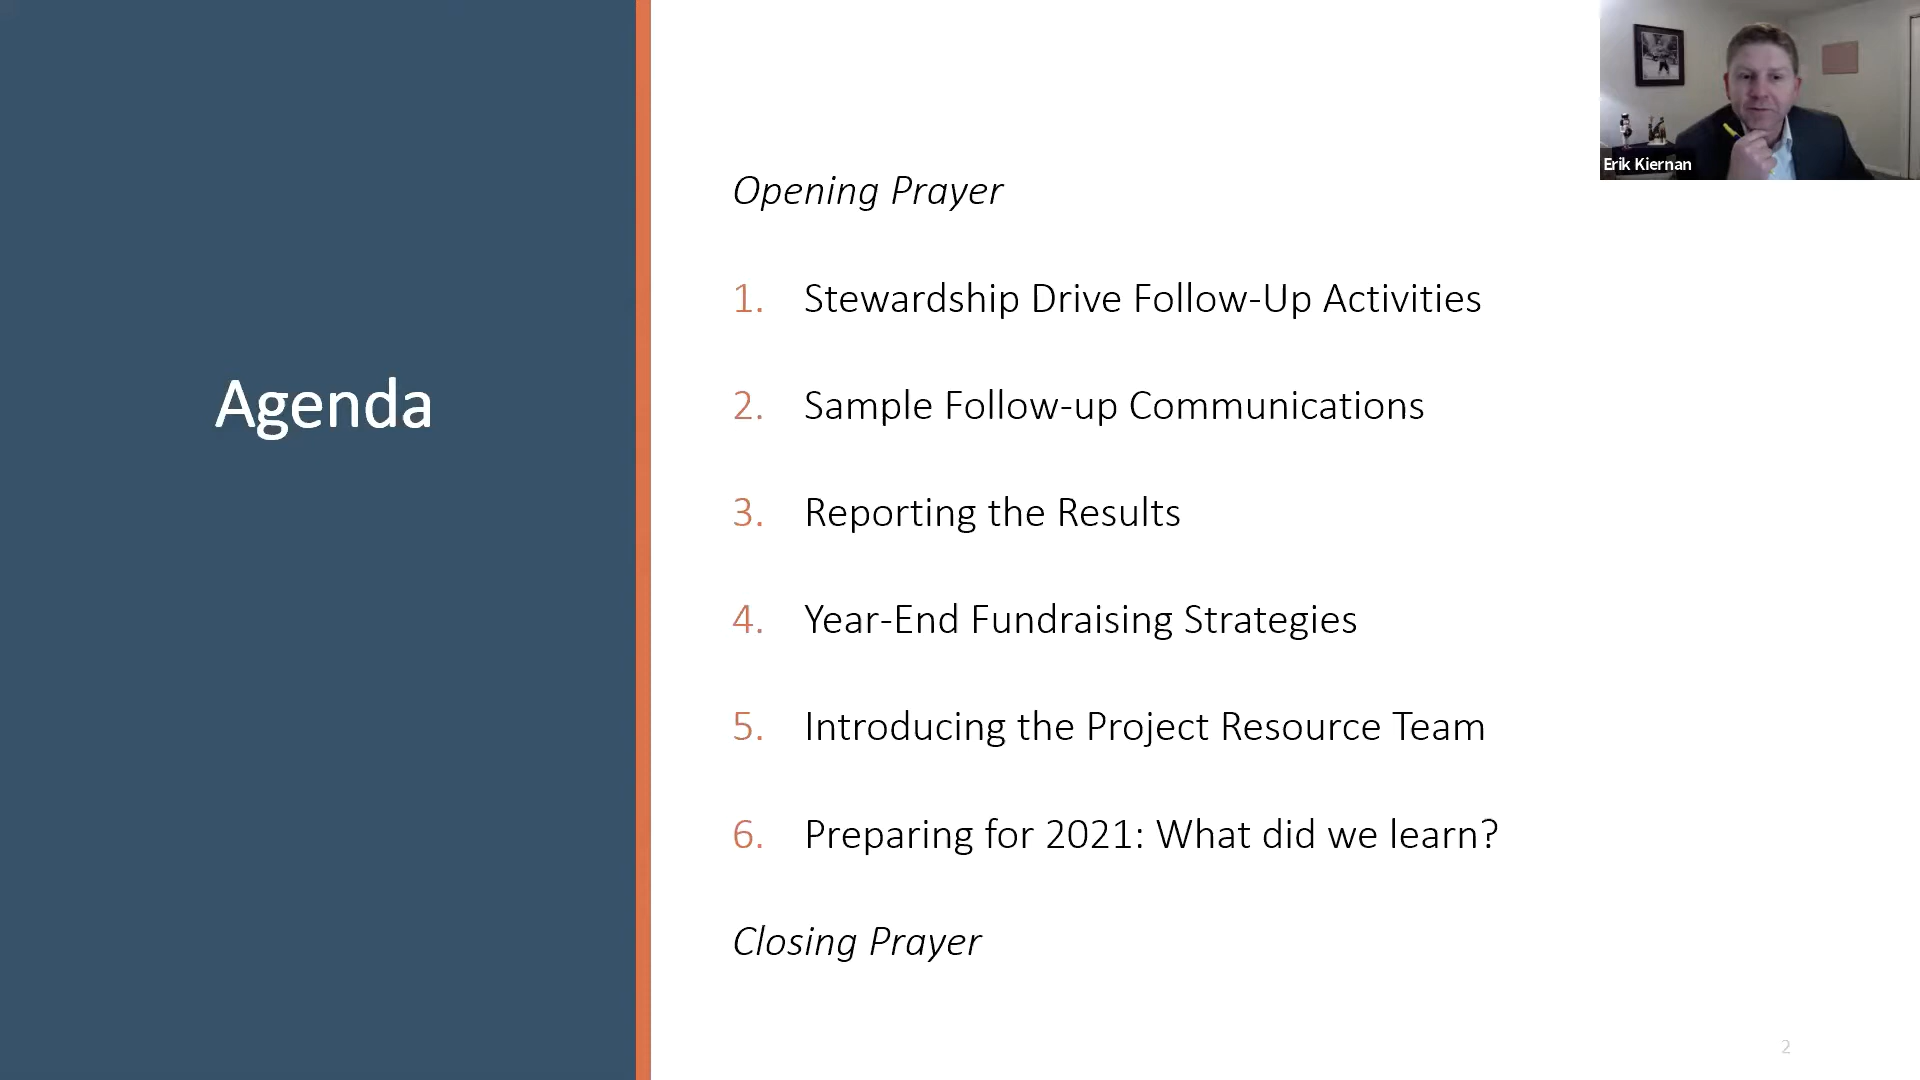 Agenda
Opening Prayer
1. Stewardship Drive Follow-Up Activities
2. Sample Follow-up Communications
3. Reporting the Results
4. Year-End Fundraising Strategies
5. Introducing the Project Resource Team
6. Preparing for 2021: What did we learn?
Closing Prayer
2
Erik Kiernan